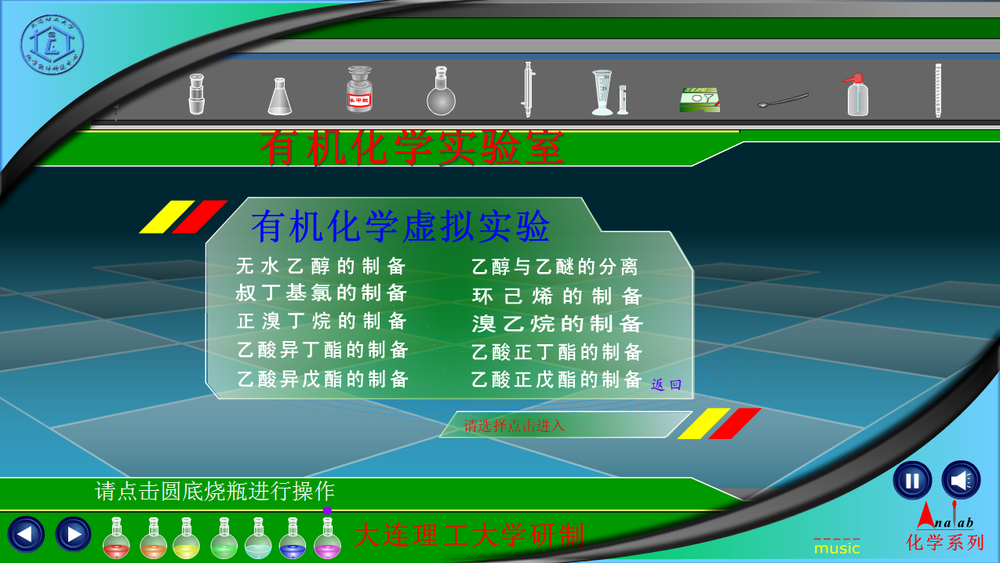 苯甲酸
有机化学实验室
有机化学虚拟实验
无水乙醇的制备
乙醇与乙醚的分离
叔丁基氯的制备
环己烯的制备
正溴丁烷的制备
溴乙烷的制备
乙酸异丁酯的制备
乙酸正丁酯的制备
乙酸异戊酯的制备
乙酸正戊酯的制备
返回
请选择点击进入
请点击圆底烧瓶进行操作
大连理工大学研制
music
Analab
化学系列